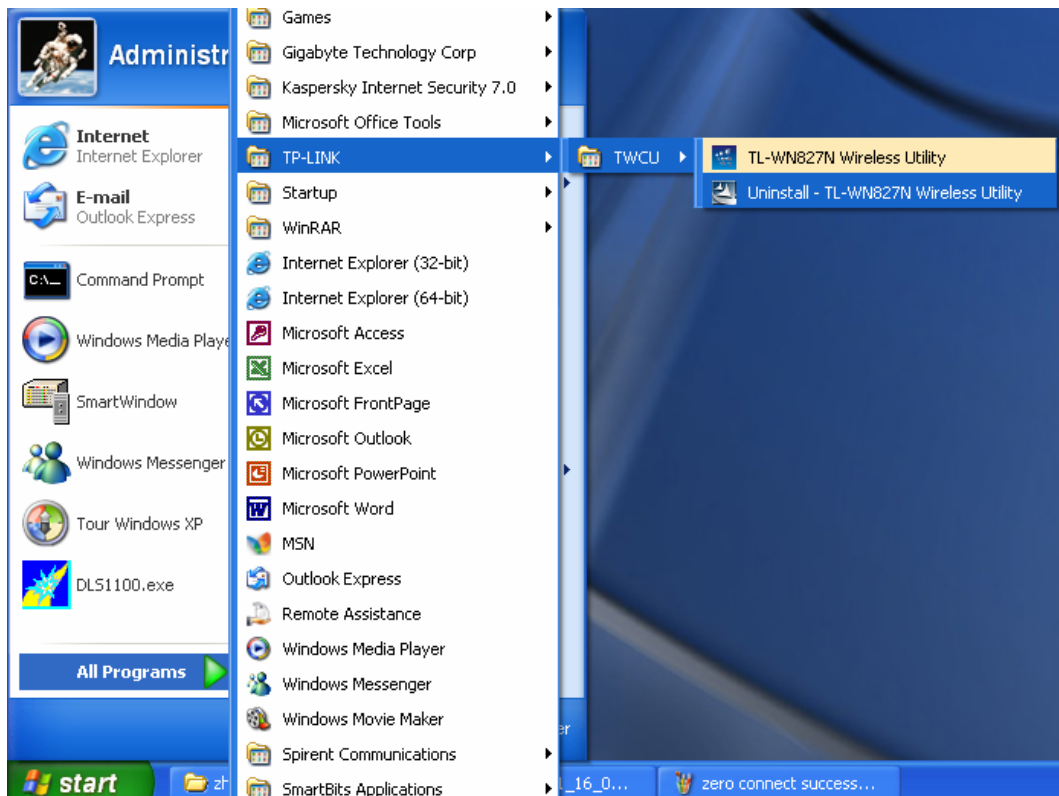 Administr
Internet
Internet Explorer
E-mail
Outlook Express
Command Prompt
Windows Media Playe
SmartWindow
Windows Messenger
Tour Windows XP
DLS1100.exe
All Programs
Games
Gigabyte Technology Corp
Kaspersky Internet Security 7.0
Microsoft Office Tools
TP-LINK
Startup
WinRAR
Internet Explorer (32-bit)
Internet Explorer (64-bit)
Microsoft Access
Microsoft Excel
Microsoft FrontPage
Microsoft Outlook
Microsoft PowerPoint
Microsoft Word
MSN
Outlook Express
Remote Assistance
Windows Media Player
Windows Messenger
Windows Movie Maker
Spirent Communications
SmartBits Applications
TWCU
TL-WN827N Wireless Utility
Uninstall - TL-WN827N Wireless Utility
er
start
zh
_16_0...
zero connect success...